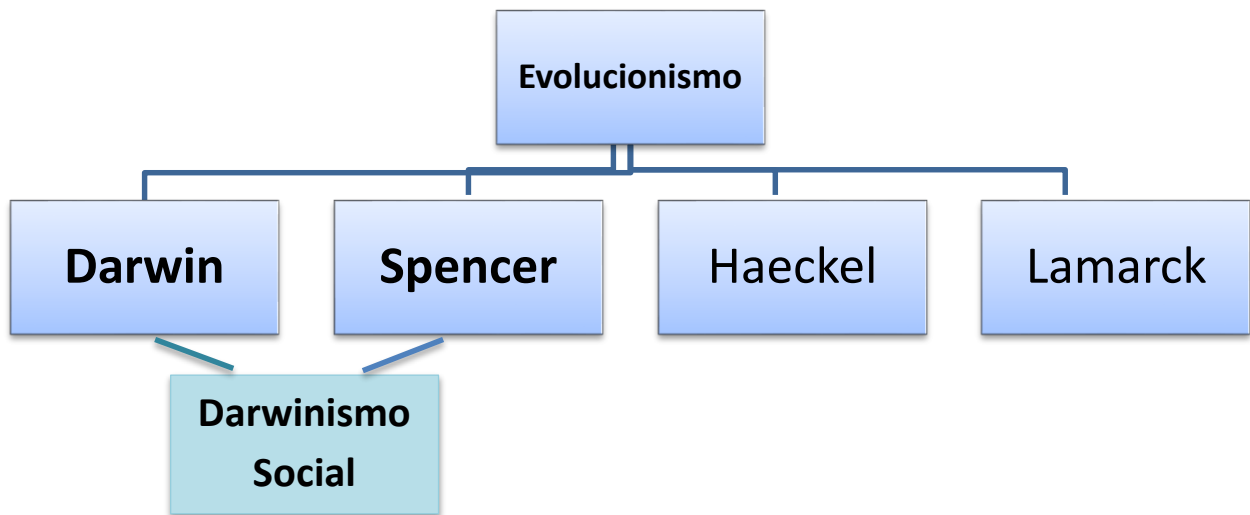 Evolucionismo
Darwin
Spencer
Haeckel
Lamarck
Darwinismo
Social